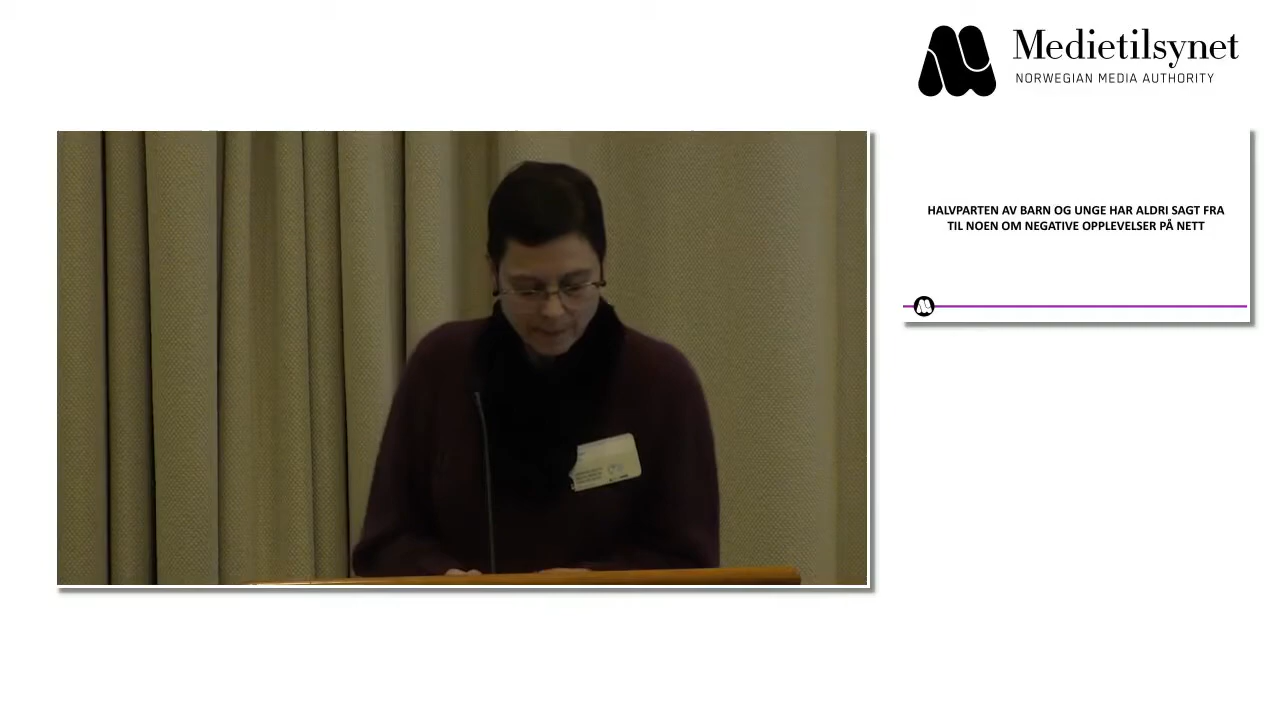 Medietilsynet
NORWEGIAN MEDIA AUTHORITY
HALVPARTEN AV BARN OG UNGE HAR ALDRI SAGT FRA
TIL NOEN OM NEGATIVE OPPLEVELSER PÅ NETT